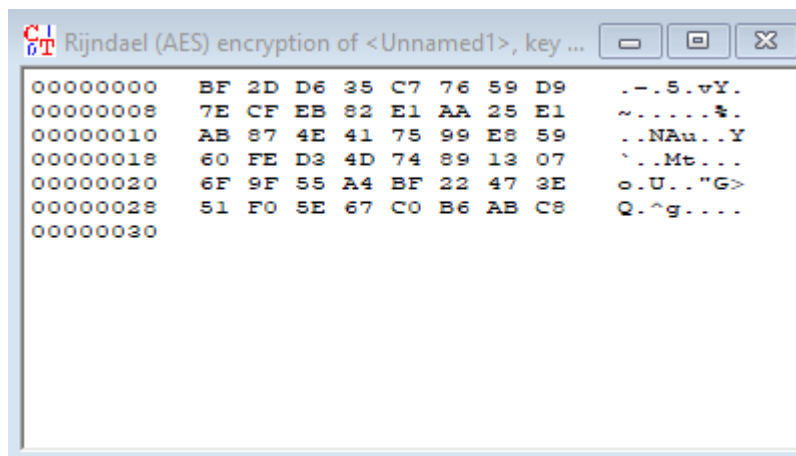 Rijndael (AES) encryption of <Unnamed1>, key ...
00000000 BF 2D D6 35 C7 76 59 D9 .-.5.vY.
00000008 7E CF EB 82 E1 AA 25 E1 ~.....%.
00000010 AB 87 4E 41 75 99 E8 59 ..NAu..Y
00000018 60 FE D3 4D 74 89 13 07 `..Mt...
00000020 6F 9F 55 A4 BF 22 47 3E o.U.."G>
00000028 51 F0 5E 67 C0 B6 AB C8 Q.^g....
00000030